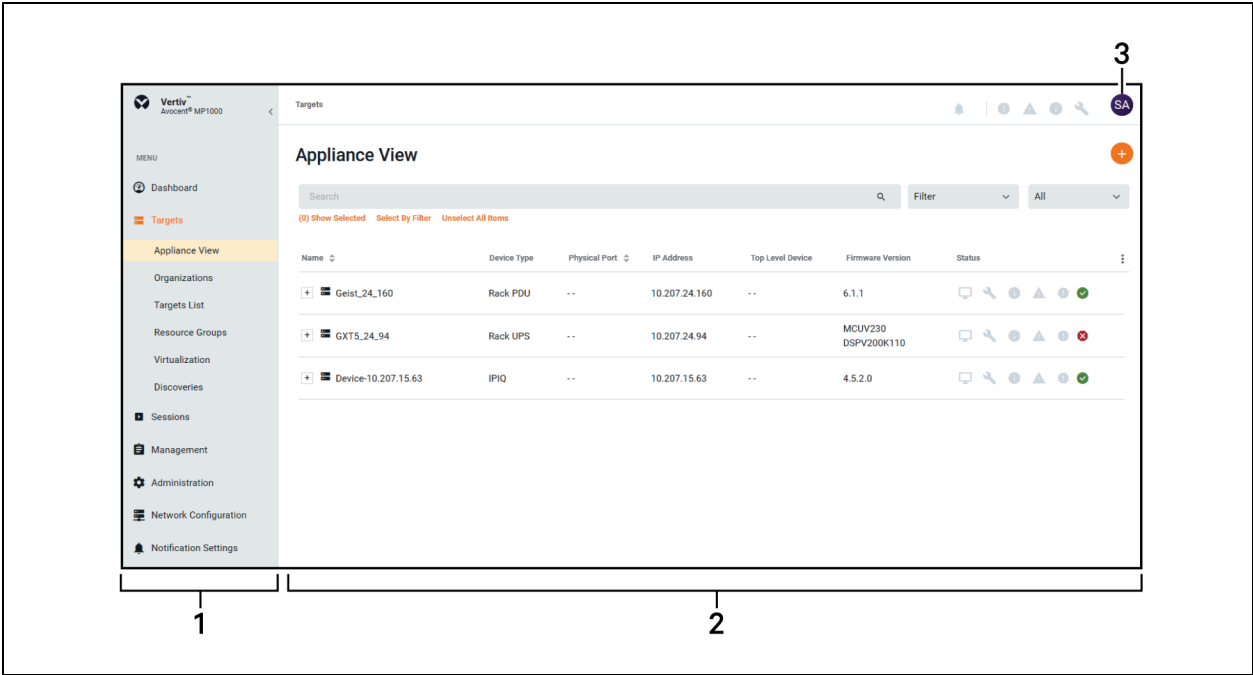 3
Vertiv™
Avocent® MP1000
Targets
SA
MENU
Appliance View
Dashboard
Search
Filter
All
Targets
(0) Show Selected Select By Filter Unselect All Items
Appliance View
Name Device Type Physical Port IP Address Top Level Device Firmware Version Status
Organizations
Geist_24_160 Rack PDU -- 10.207.24.160 -- 6.1.1
Targets List
Resource Groups
GXT5_24_94 Rack UPS -- 10.207.24.94 -- MCUV230
DSPV200K110
Virtualization
Device-10.207.15.63 IPIQ -- 10.207.15.63 -- 4.5.2.0
Discoveries
Sessions
Management
Administration
Network Configuration
Notification Settings
1
2